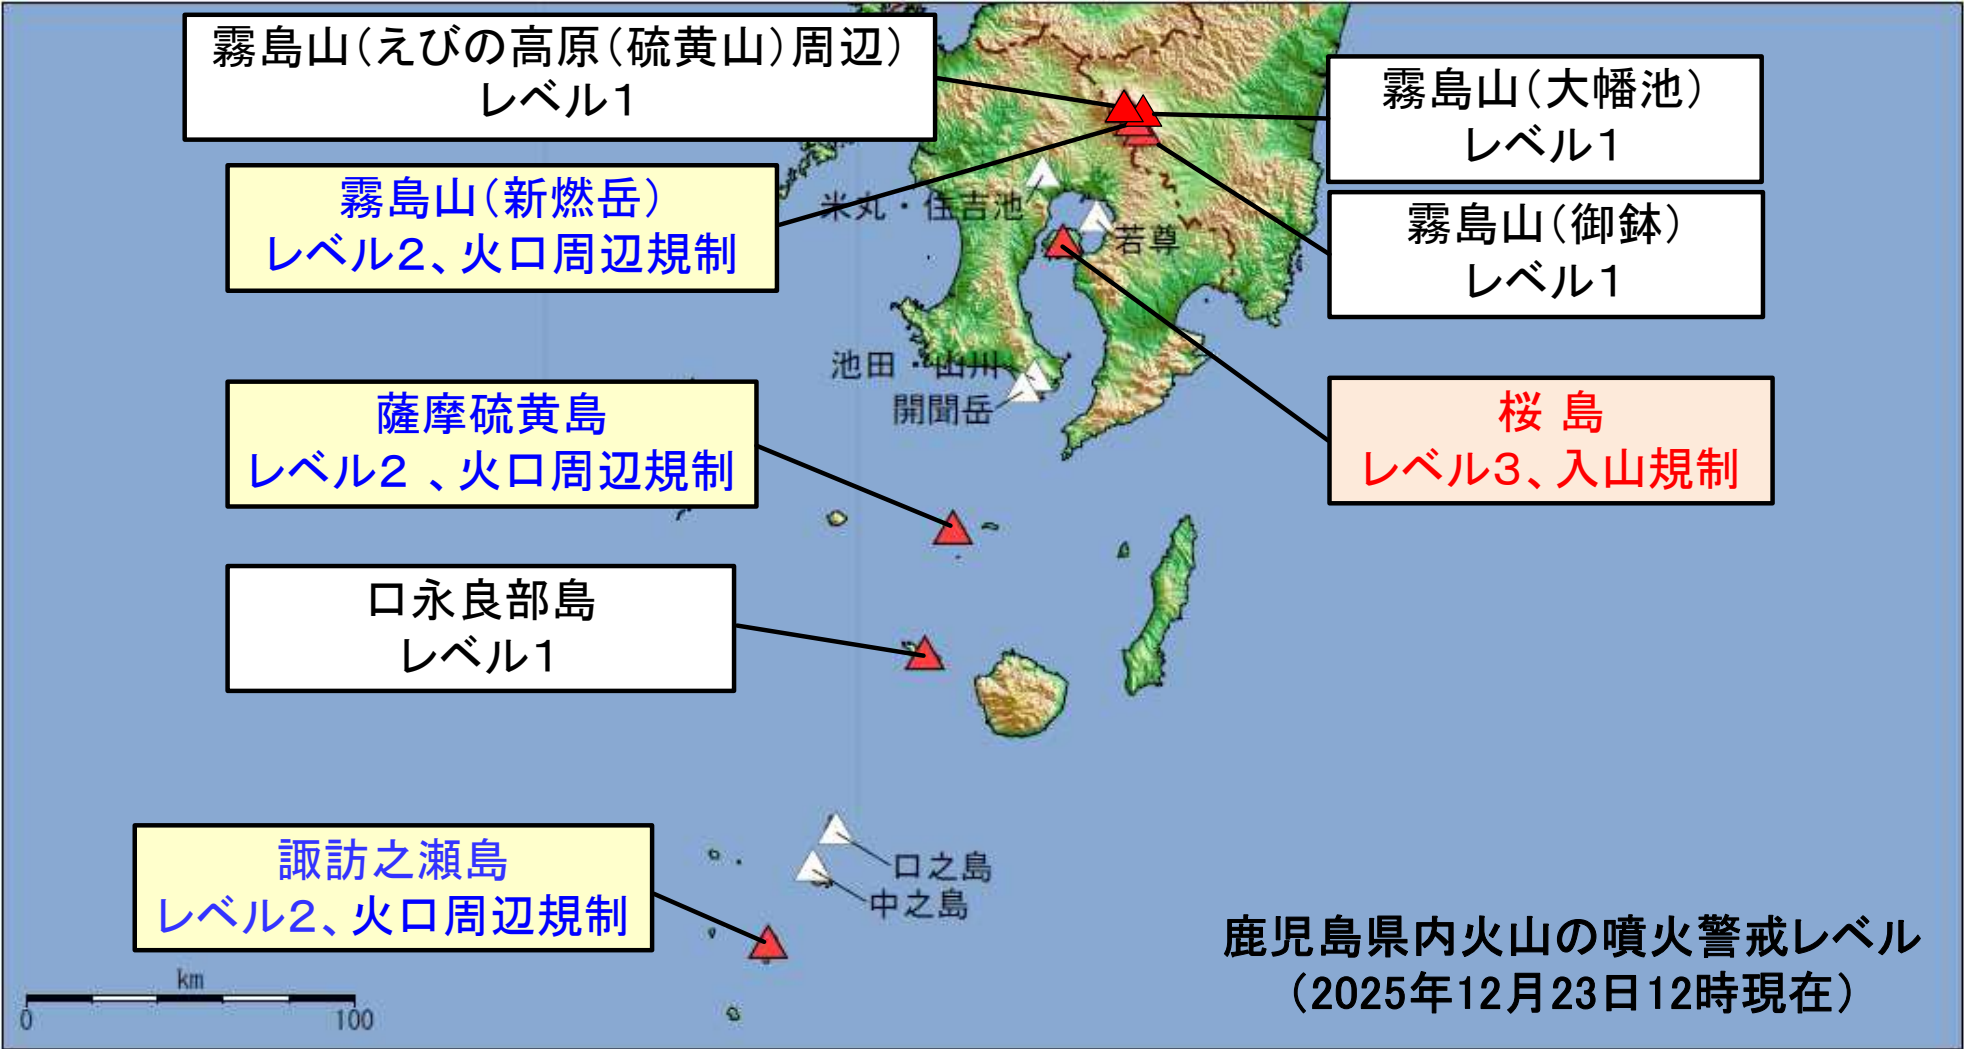 霧島山(えびの高原(硫黄山)周辺)
レベル1
霧島山(大幡池)
レベル1
霧島山(新燃岳)
レベル2、火口周辺規制
霧島山(御鉢)
レベル1
米丸・住吉池
若尊
池田・山川
開聞岳
薩摩硫黄島
レベル2 、火口周辺規制
桜 島
レベル3、入山規制
口永良部島
レベル1
諏訪之瀬島
レベル2、火口周辺規制
口之島
中之島
鹿児島県内火山の噴火警戒レベル
(2025年12月23日12時現在)
km
0 100